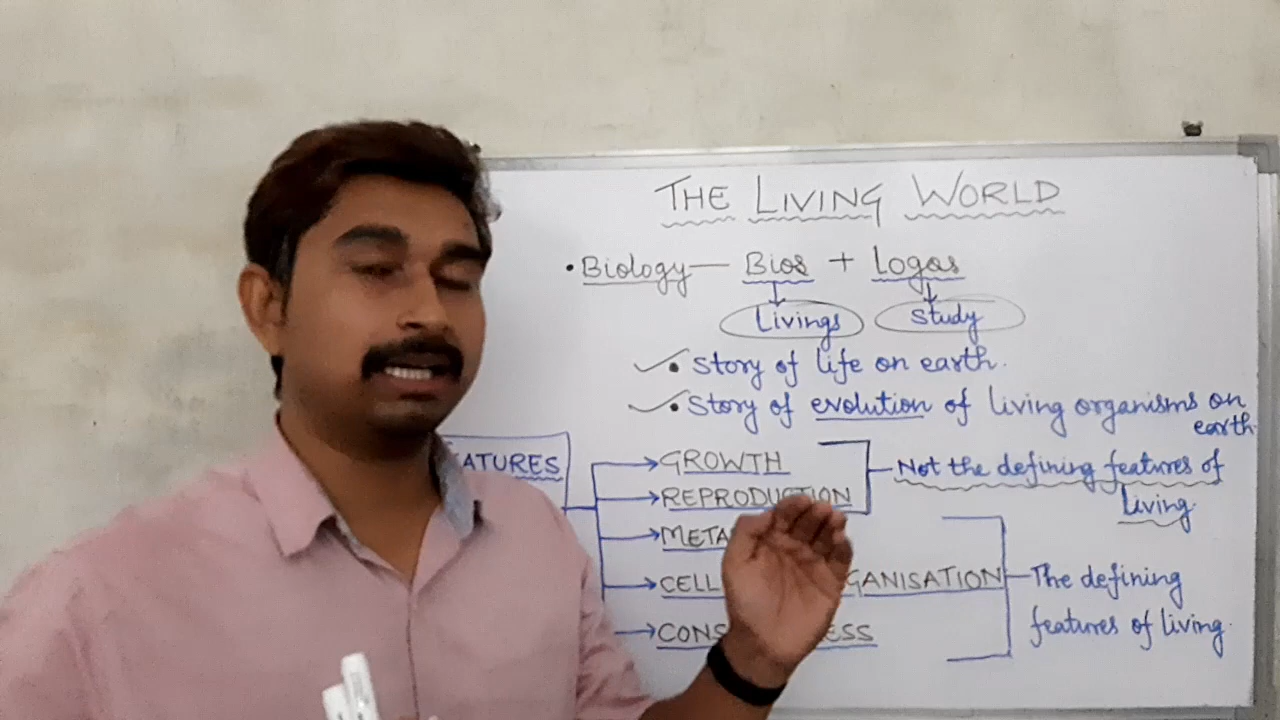 THE LIVING WORLD
• Biology — Bios + Logos
Livings Study
• Story of life on earth.
• Story of evolution of living organisms on
earth.
ATURES
GROWTH
REPRODUCTION
Not the defining features of
living.
META
CELL GANISATION
The defining
features of living.
CONS ESS